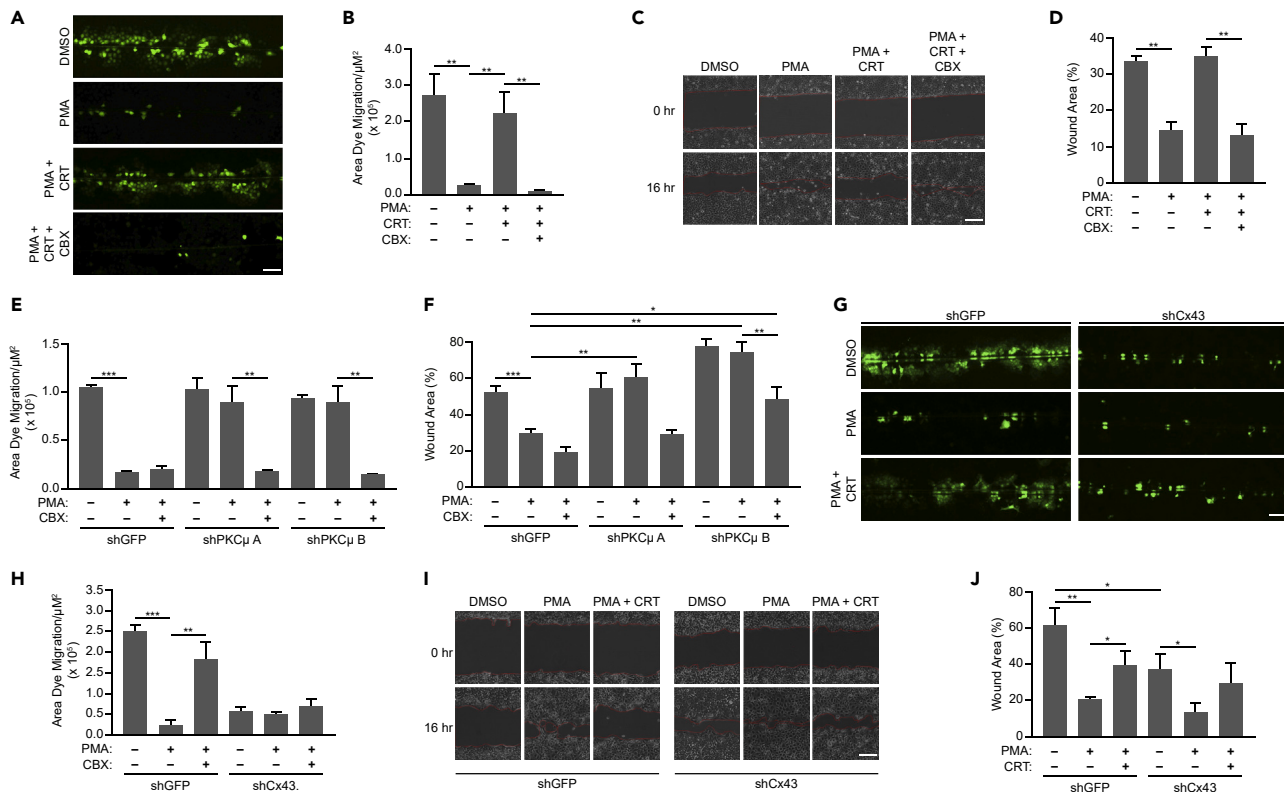 A
DMSO
PMA
PMA +
CRT
PMA +
CRT +
CBX
B
Area Dye Migration/µM²
(x 10⁵)
4.0
3.0
2.0
1.0
0.0
** ** **
PMA: – + + +
CRT: – – + +
CBX: – – – +
C
DMSO PMA PMA + CRT PMA + CRT + CBX
0 hr
16 hr
D
Wound Area (%)
40
30
20
10
0
** **
PMA: – + + +
CRT: – – + +
CBX: – – – +
E
Area Dye Migration/µM²
(x 10⁵)
1.5
1.0
0.5
0
*** ** **
PMA: – + + – + + – + +
CBX: – – + – – + – – +
shGFP shPKCµ A shPKCµ B
F
Wound Area (%)
80
60
40
20
0
*
**
** **
***
PMA: – + + – + + – + +
CBX: – – + – – + – – +
shGFP shPKCµ A shPKCµ B
G
shGFP shCx43
DMSO
PMA
PMA +
CRT
H
Area Dye Migration/µM²
(x 10⁵)
3.5
3.0
2.5
2.0
1.5
1.0
0.5
0.0
*** **
PMA: – + + – + +
CBX: – – + – – +
shGFP shCx43.
I
DMSO PMA PMA + CRT DMSO PMA PMA + CRT
0 hr
16 hr
shGFP shCx43
J
Wound Area (%)
80
60
40
20
0
*
**
* *
PMA: – + + – + +
CRT: – – + – – +
shGFP shCx43